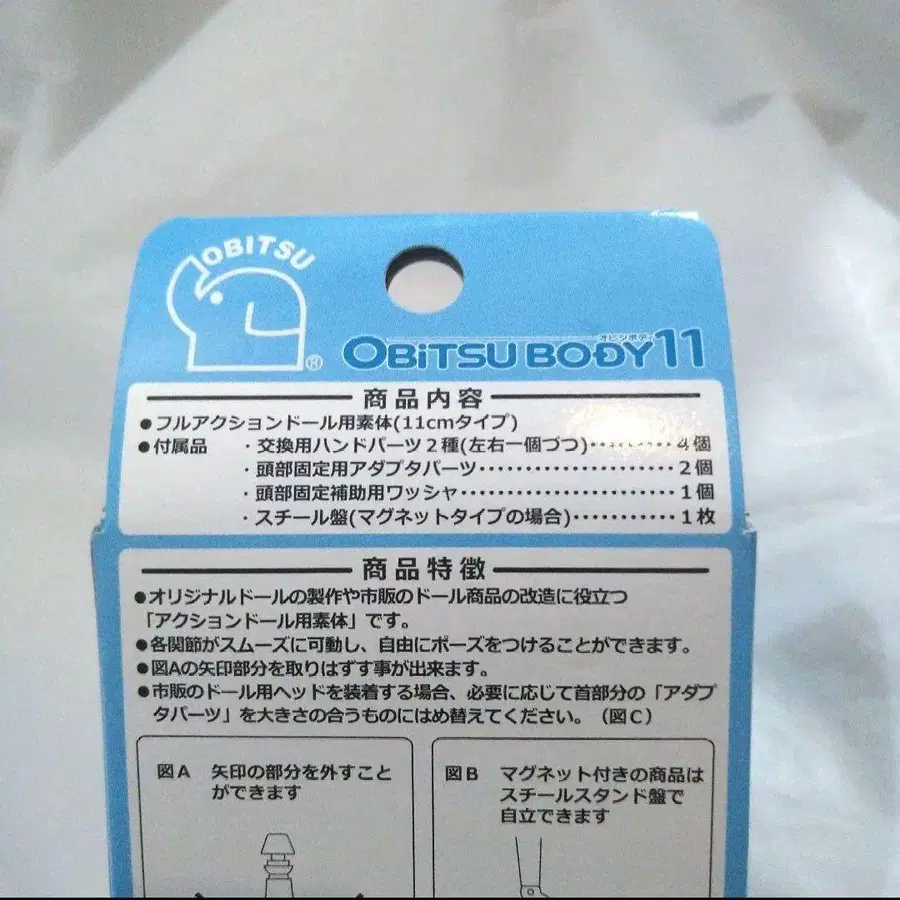 OBITSU
®
オビツボディ
OBiTSU BODY 11
商品内容
●フルアクションドール用素体(11cmタイプ)
●付属品 ・交換用ハンドパーツ2種(左右一個づつ)・・・・・・・・4個
・頭部固定用アダプタパーツ・・・・・・・・・・・・・・・・・・・・・2個
・頭部固定補助用ワッシャ・・・・・・・・・・・・・・・・・・・・・・・1個
・スチール盤(マグネットタイプの場合)・・・・・・・・・・・1枚
商品特徴
●オリジナルドールの製作や市販のドール商品の改造に役立つ
「アクションドール用素体」です。
●各関節がスムーズに可動し、自由にポーズをつけることができます。
●図Aの矢印部分を取りはずす事が出来ます。
●市販のドール用ヘッドを装着する場合、必要に応じて首部分の「アダプ
タパーツ」を大きさの合うものにはめ替えてください。（図C）
図A 矢印の部分を外すこと
ができます
図B マグネット付きの商品は
スチールスタンド盤で
自立できます